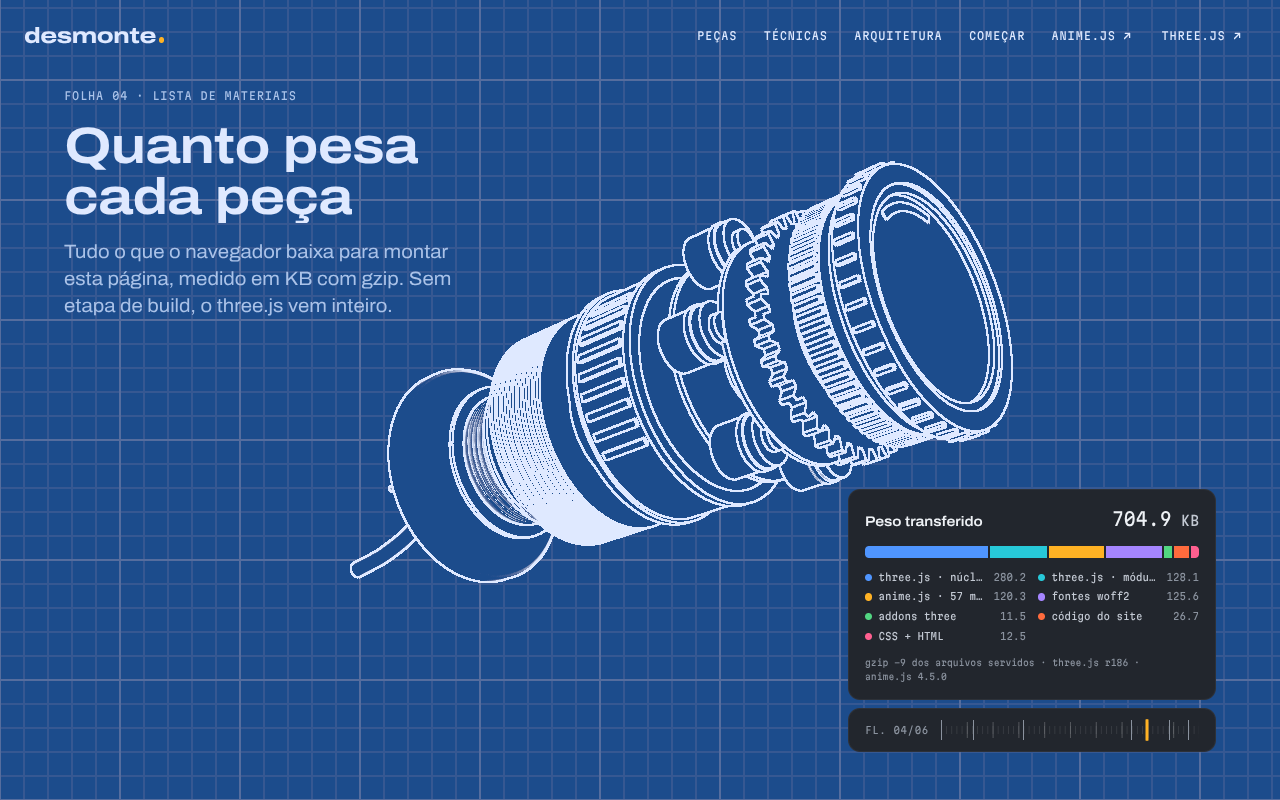 desmonte.
PEÇAS TÉCNICAS ARQUITETURA COMEÇAR ANIME.JS ↗ THREE.JS ↗
FOLHA 04 · LISTA DE MATERIAIS
Quanto pesa
cada peça
Tudo o que o navegador baixa para montar
esta página, medido em KB com gzip. Sem
etapa de build, o three.js vem inteiro.
Peso transferido 704.9 KB
three.js · núcl… 280.2 three.js · módu… 128.1
anime.js · 57 m… 120.3 fontes woff2 125.6
addons three 11.5 código do site 26.7
CSS + HTML 12.5
gzip −9 dos arquivos servidos · three.js r186 ·
anime.js 4.5.0
FL. 04/06